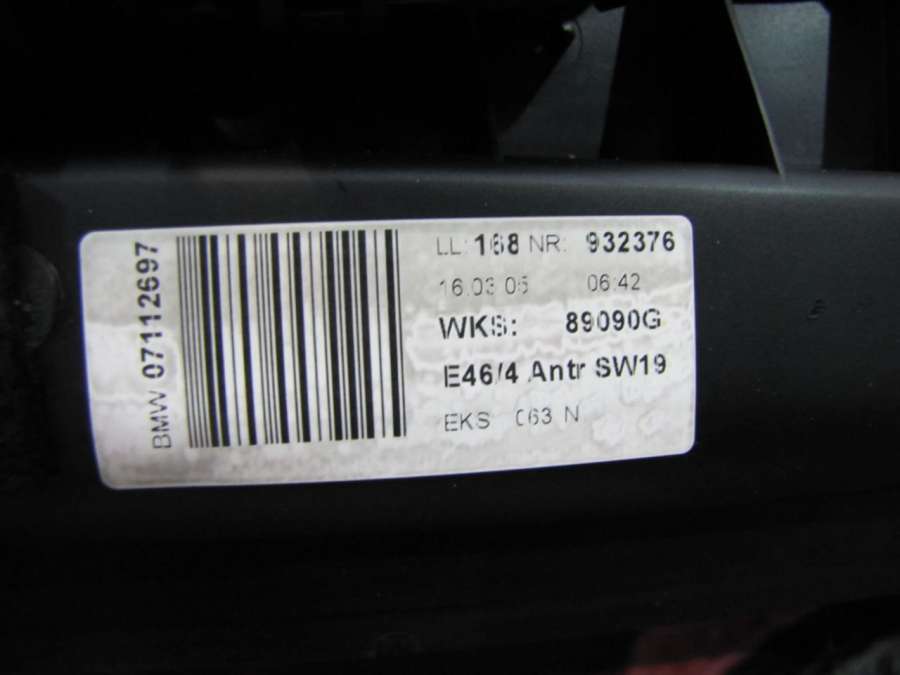 BMW 07112697
LL: 168 NR: 932376
16.03.05 06:42
WKS: 89090G
E46/4 Antr SW19
EKS 063 N